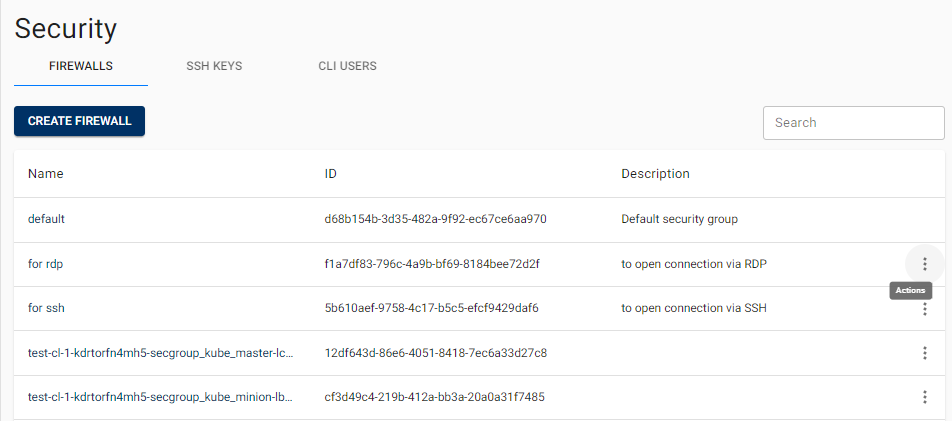 Security
FIREWALLS SSH KEYS CLI USERS
CREATE FIREWALL Search
Name ID Description
default d68b154b-3d35-482a-9f92-ec67ce6aa970 Default security group
for rdp f1a7df83-796c-4a9b-bf69-8184bee72d2f to open connection via RDP
Actions
for ssh 5b610aef-9758-4c17-b5c5-efcf9429daf6 to open connection via SSH
test-cl-1-kdrtorfn4mh5-secgroup_kube_master-lc... 12df643d-86e6-4051-8418-7ec6a33d27c8
test-cl-1-kdrtorfn4mh5-secgroup_kube_minion-lb... cf3d49c4-219b-412a-bb3a-20a0a31f7485